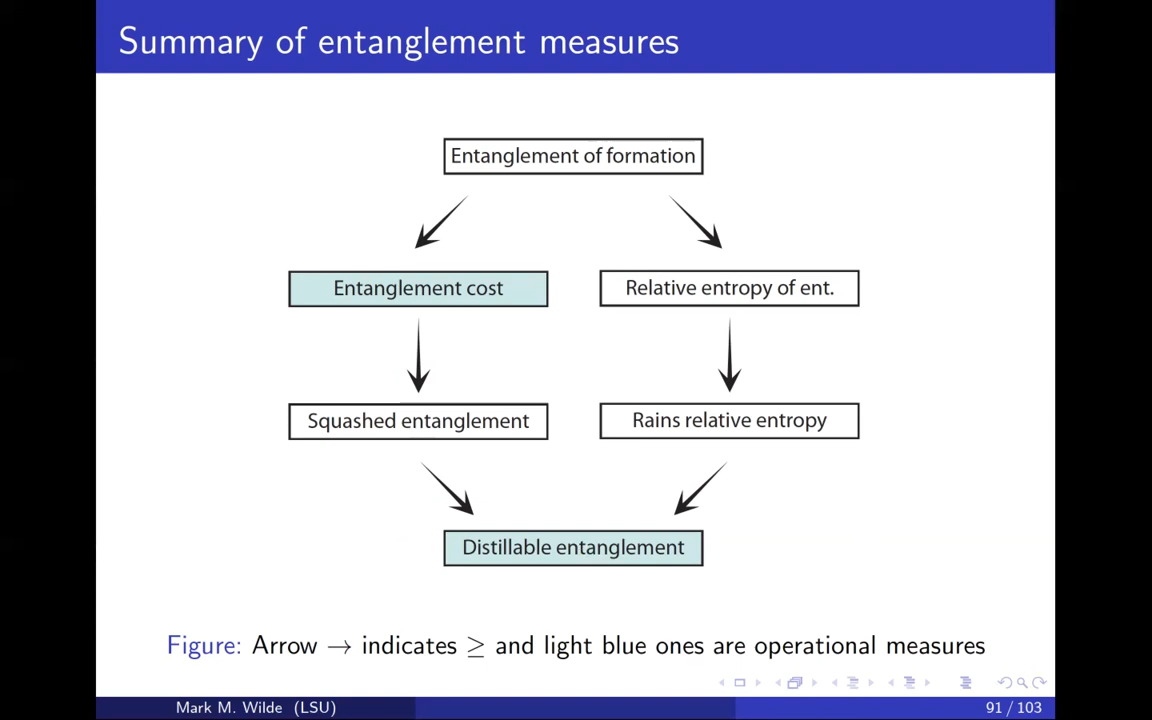 Summary of entanglement measures
Entanglement of formation
Entanglement cost
Relative entropy of ent.
Squashed entanglement
Rains relative entropy
Distillable entanglement
Figure: Arrow → indicates ≥ and light blue ones are operational measures
Mark M. Wilde (LSU)
91 / 103